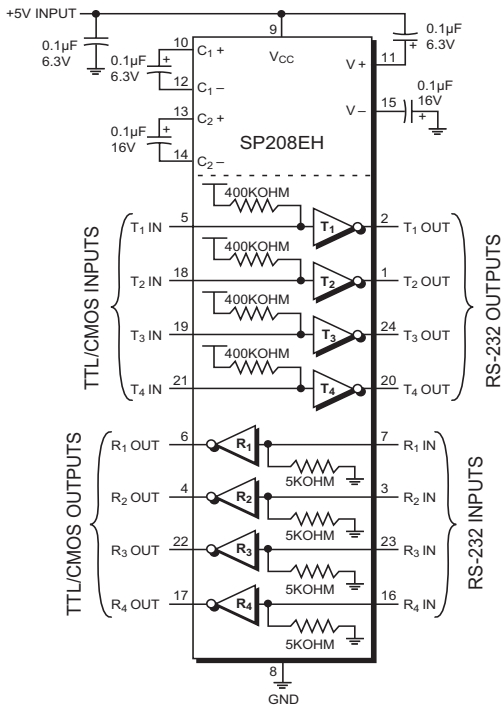 +5V INPUT
0.1µF
6.3V
9
VCC
0.1µF
6.3V
10
C1 +
0.1µF
6.3V
12
C1 –
V +
11
13
C2 +
0.1µF
16V
14
C2 –
V –
15
0.1µF
16V
SP208EH
TTL/CMOS INPUTS
400KOHM
T1 IN
5
T1
2
T1 OUT
400KOHM
T2 IN
18
T2
1
T2 OUT
400KOHM
T3 IN
19
T3
24
T3 OUT
400KOHM
T4 IN
21
T4
20
T4 OUT
RS-232 OUTPUTS
TTL/CMOS OUTPUTS
R1 OUT
6
R1
7
R1 IN
5KOHM
R2 OUT
4
R2
3
R2 IN
5KOHM
R3 OUT
22
R3
23
R3 IN
5KOHM
R4 OUT
17
R4
16
R4 IN
5KOHM
RS-232 INPUTS
8
GND